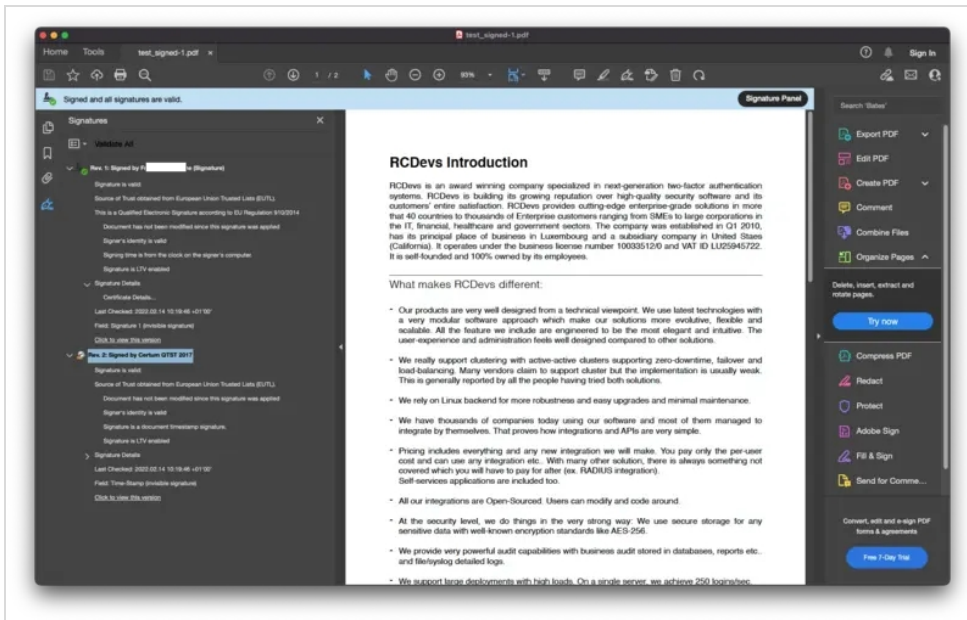 test_signed-1.pdf
Home Tools test_signed-1.pdf × Sign In
1 / 2 85%
Signed and all signatures are valid. Signature Panel
Signatures ×
Validate All
Rev. 1: Signed by (Signature)
Signature is valid:
Source of Trust obtained from European Union Trusted Lists (EUTL).
This is a Qualified Electronic Signature according to EU Regulation 910/2014
Document has not been modified since this signature was applied
Signer's identity is valid
Signing time is from the clock on the signer's computer.
Signature is LTV enabled
Signature Details
Certificate Details...
Last Checked: 2022.02.14 10:19:46 +01'00'
Field: Signature 1 (invisible signature)
Click to view this version
Rev. 2: Signed by Certum QTST 2017
Signature is valid:
Source of Trust obtained from European Union Trusted Lists (EUTL).
Document has not been modified since this signature was applied
Signer's identity is valid
Signature is a document timestamp signature.
Signature is LTV enabled
Signature Details
Last Checked: 2022.02.14 10:19:46 +01'00'
Field: Time-Stamp (invisible signature)
Click to view this version
RCDevs Introduction
RCDevs is an award winning company specialized in next-generation two-factor authentication
systems. RCDevs is building its growing reputation over high-quality security software and its
customers' entire satisfaction. RCDevs provides cutting-edge enterprise-grade solutions in more
that 40 countries to thousands of Enterprise customers ranging from SMEs to large corporations in
the IT, financial, healthcare and government sectors. The company was established in Q1 2010,
has its principal place of business in Luxembourg and a subsidiary company in United Staes
(California). It operates under the business license number 10033512/0 and VAT ID LU25945722.
It is self-founded and 100% owned by its employees.
What makes RCDevs different:
- Our products are very well designed from a technical viewpoint. We use latest technologies with
a very modular software approach which make our solutions more evolutive, flexible and
scalable. All the feature we include are engineered to be the most elegant and intuitive. The
user-experience and administration feels well designed compared to other solutions.
- We really support clustering with active-active clusters supporting zero-downtime, failover and
load-balancing. Many vendors claim to support cluster but the implementation is usually weak.
This is generally reported by all the people having tried both solutions.
- We rely on Linux backend for more robustness and easy upgrades and minimal maintenance.
- We have thousands of companies today using our software and most of them managed to
integrate by themselves. That proves how integrations and APIs are very simple.
- Pricing includes everything and any new integration we will make. You pay only the per-user
cost and can use any integration etc.. With many other solution, there is always something not
covered which you will have to pay for after (ex. RADIUS integration).
Self-services applications are included too.
- All our integrations are Open-Sourced. Users can modify and code around.
- At the security level, we do things in the very strong way: We use secure storage for any
sensitive data with well-known encryption standards like AES-256.
- We provide very powerful audit capabilities with business audit stored in databases, reports etc..
and file/syslog detailed logs.
- We support large deployments with high loads. On a single server, we achieve 250 logins/sec.
Search 'Bates'
Export PDF
Edit PDF
Create PDF
Comment
Combine Files
Organize Pages
Delete, insert, extract and
rotate pages.
Try now
Compress PDF
Redact
Protect
Adobe Sign
Fill & Sign
Send for Comme...
Convert, edit and e-sign PDF
forms & agreements
Free 7-Day Trial